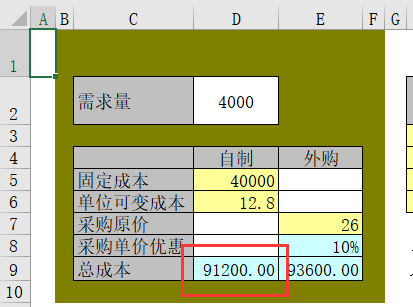 A B C D E F G
1
2 需求量 4000
3
4 自制 外购
5 固定成本 40000
6 单位可变成本 12.8
7 采购原价 26
8 采购单价优惠 10%
9 总成本 91200.00 93600.00
10